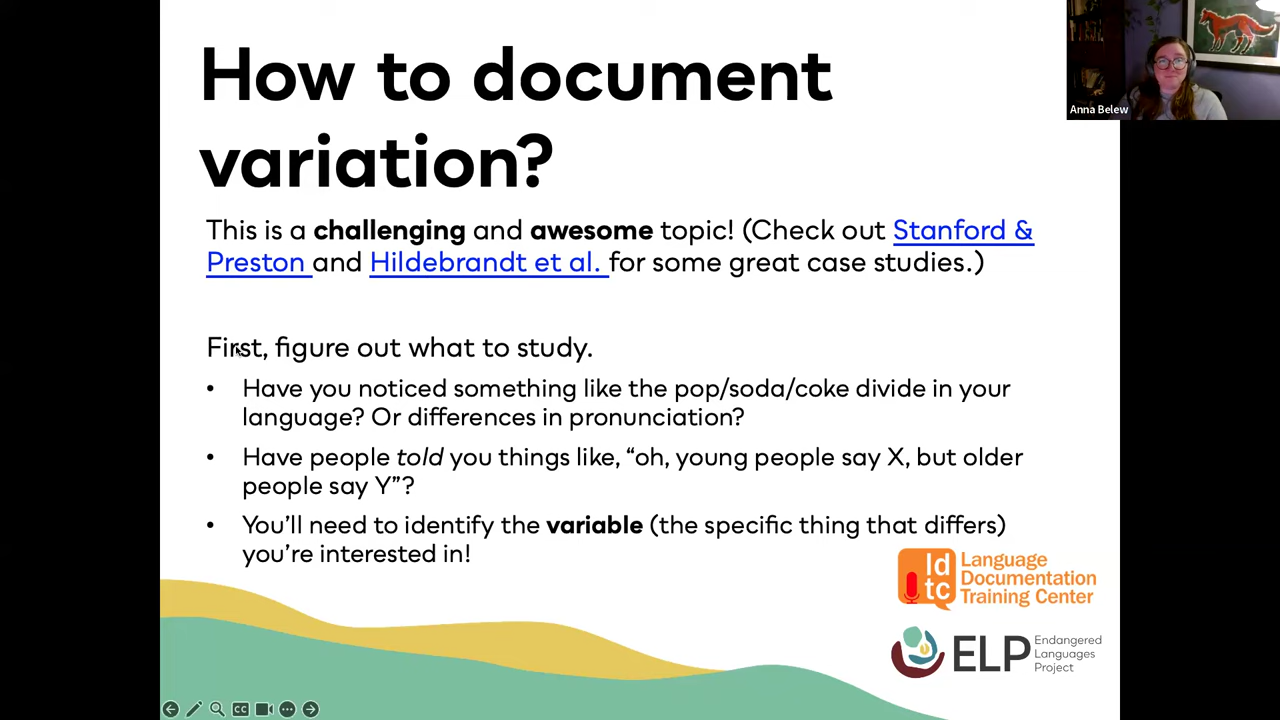 How to document
variation?
This is a challenging and awesome topic! (Check out Stanford &
Preston and Hildebrandt et al. for some great case studies.)
First, figure out what to study.
• Have you noticed something like the pop/soda/coke divide in your
language? Or differences in pronunciation?
• Have people told you things like, “oh, young people say X, but older
people say Y”?
• You’ll need to identify the variable (the specific thing that differs)
you’re interested in!
Anna Belew
ld
tc
Language
Documentation
Training Center
ELP
Endangered
Languages
Project
CC